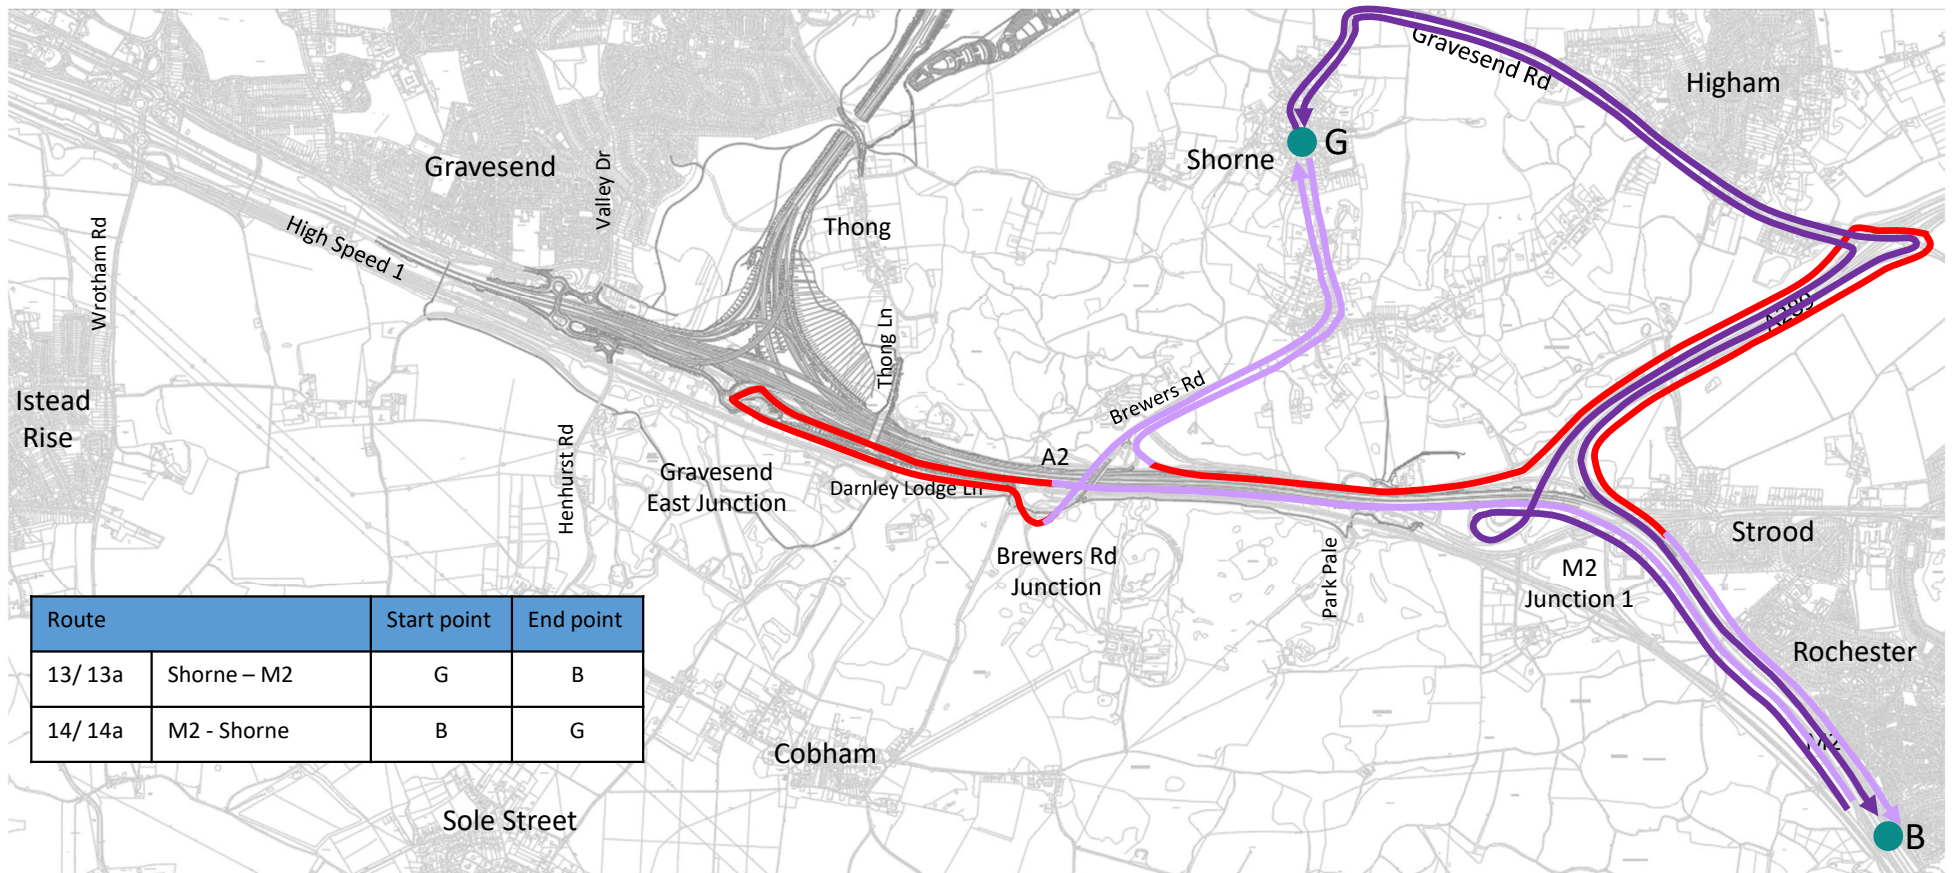 Gravesend Rd
Higham
Gravesend
Valley Dr
Shorne
G
Thong
High Speed 1
Wrotham Rd
A289
Thong Ln
Istead
Rise
Brewers Rd
Henhurst Rd
A2
Gravesend
East Junction
Darnley Lodge Ln
Strood
Brewers Rd
Junction
Park Pale
M2
Junction 1
Route Start point End point
13/ 13a Shorne – M2 G B
14/ 14a M2 - Shorne B G
Rochester
Cobham
M2
Sole Street
B